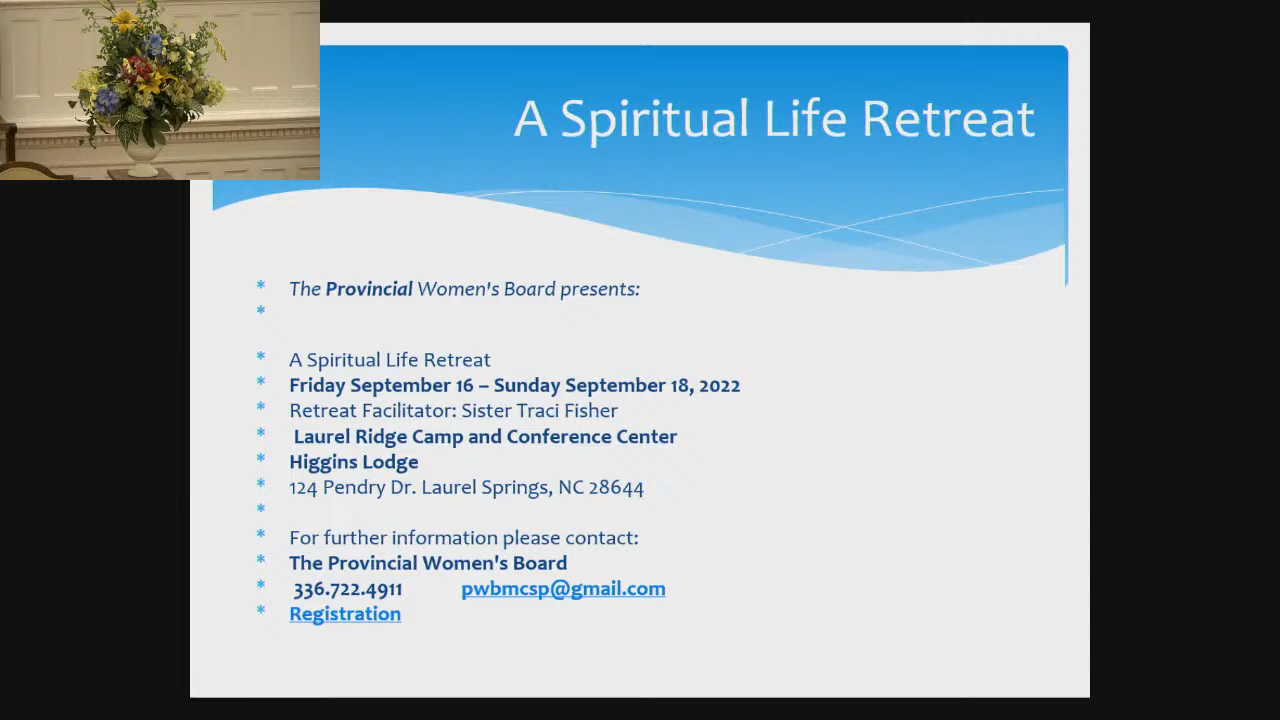 A Spiritual Life Retreat
* The Provincial Women's Board presents:
*
* A Spiritual Life Retreat
* Friday September 16 – Sunday September 18, 2022
* Retreat Facilitator: Sister Traci Fisher
* Laurel Ridge Camp and Conference Center
* Higgins Lodge
* 124 Pendry Dr. Laurel Springs, NC 28644
*
* For further information please contact:
* The Provincial Women's Board
* 336.722.4911 pwbmcsp@gmail.com
* Registration